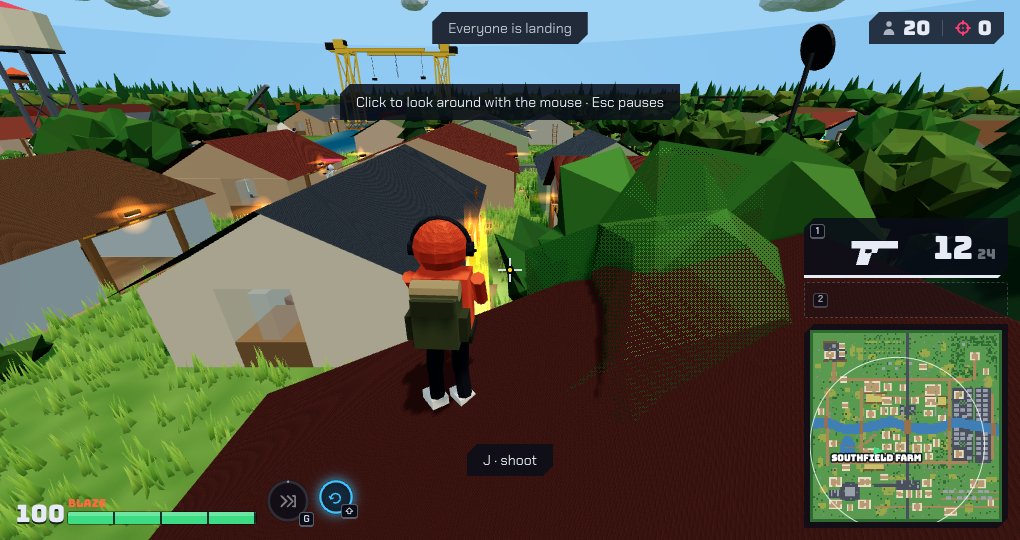 Everyone is landing
20
0
Click to look around with the mouse · Esc pauses
1
12 24
2
J · shoot
SOUTHFIELD FARM
BLAZE
100
G